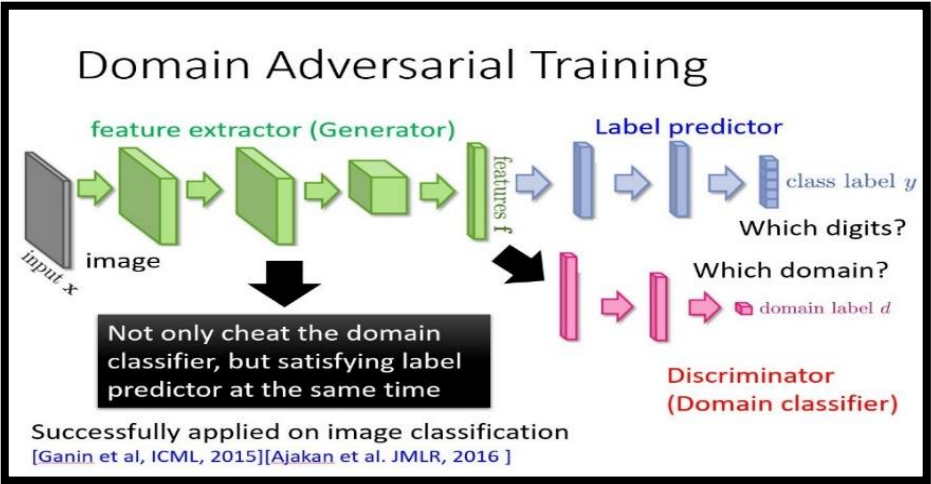 Domain Adversarial Training
feature extractor (Generator)
Label predictor
features f
class label y
Which digits?
input x
image
Which domain?
domain label d
Not only cheat the domain
classifier, but satisfying label
predictor at the same time
Discriminator
(Domain classifier)
Successfully applied on image classification
[Ganin et al, ICML, 2015][Ajakan et al. JMLR, 2016 ]